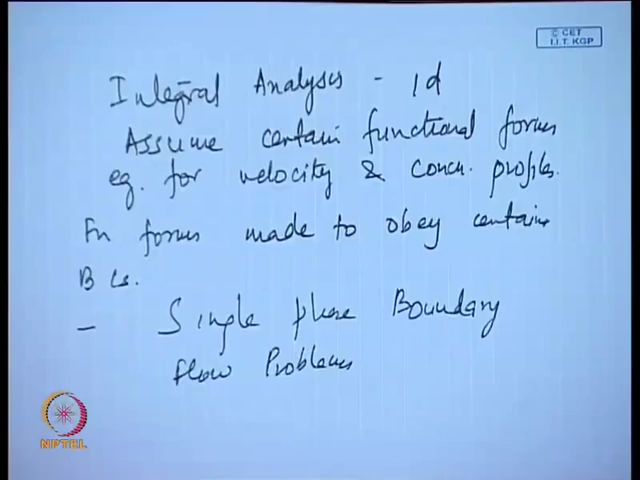 © CET
I.I.T. KGP
Integral Analysis - 1d
Assume certain functional forms
eg. for velocity & concn. profiles.
Fn forms made to obey certain
BCs.
- Single phase Boundary
flow Problems
NPTEL